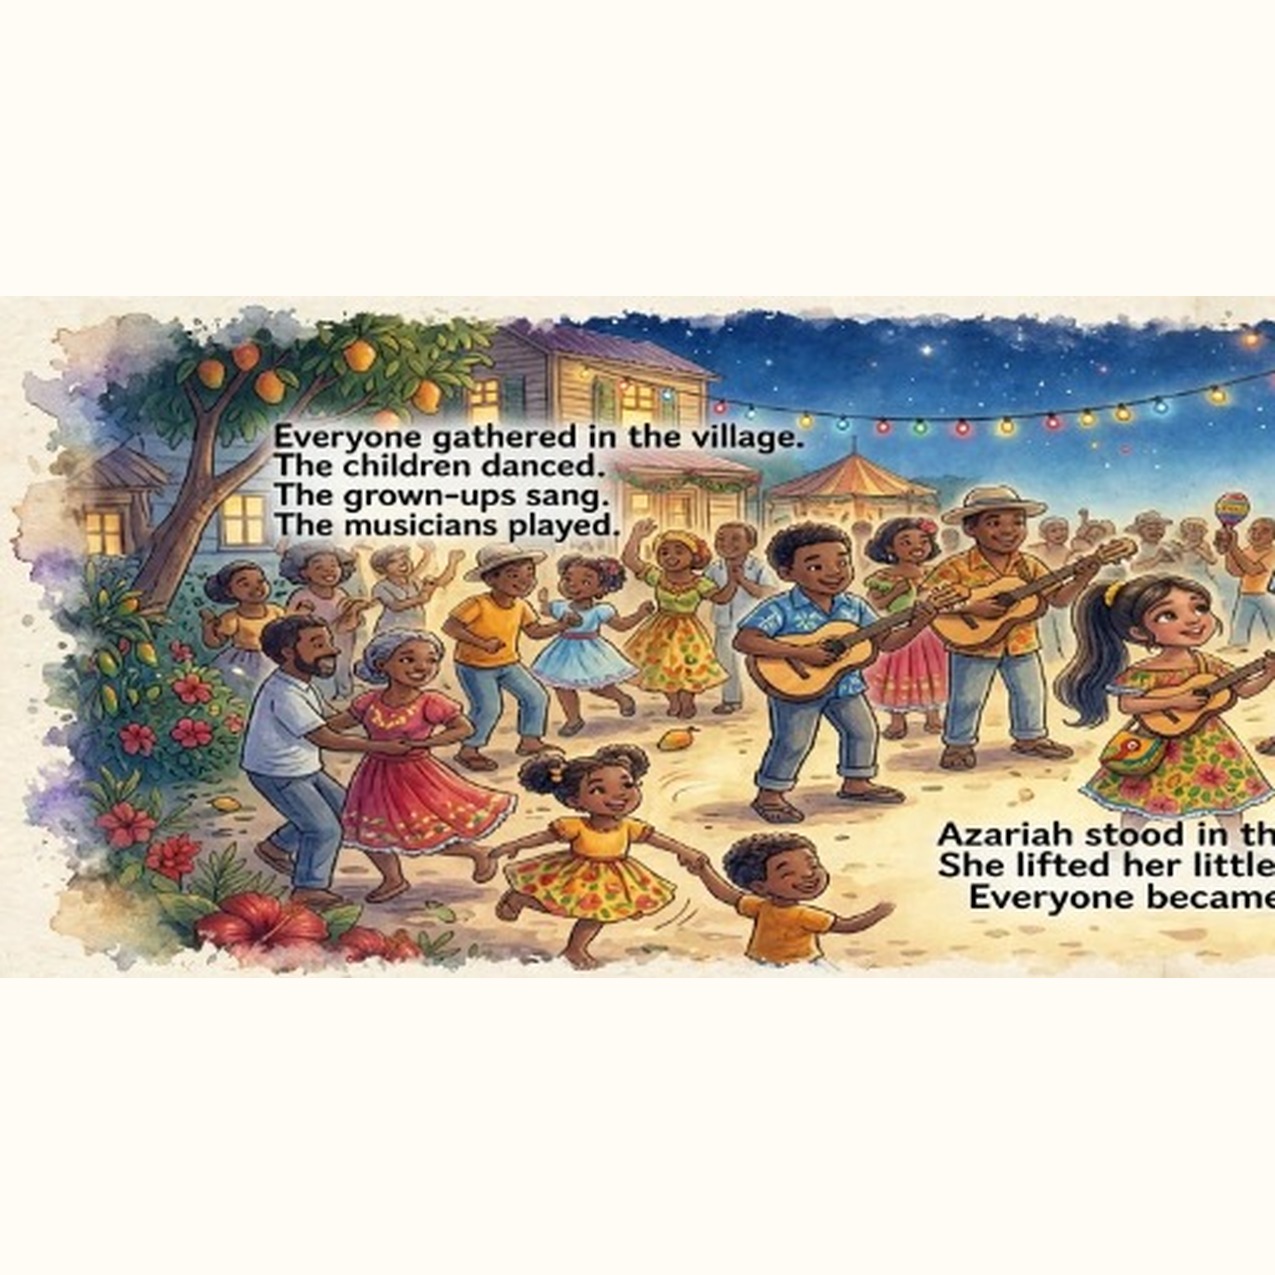 Everyone gathered in the village.
The children danced.
The grown-ups sang.
The musicians played.
Azariah stood in th
She lifted her little
Everyone became